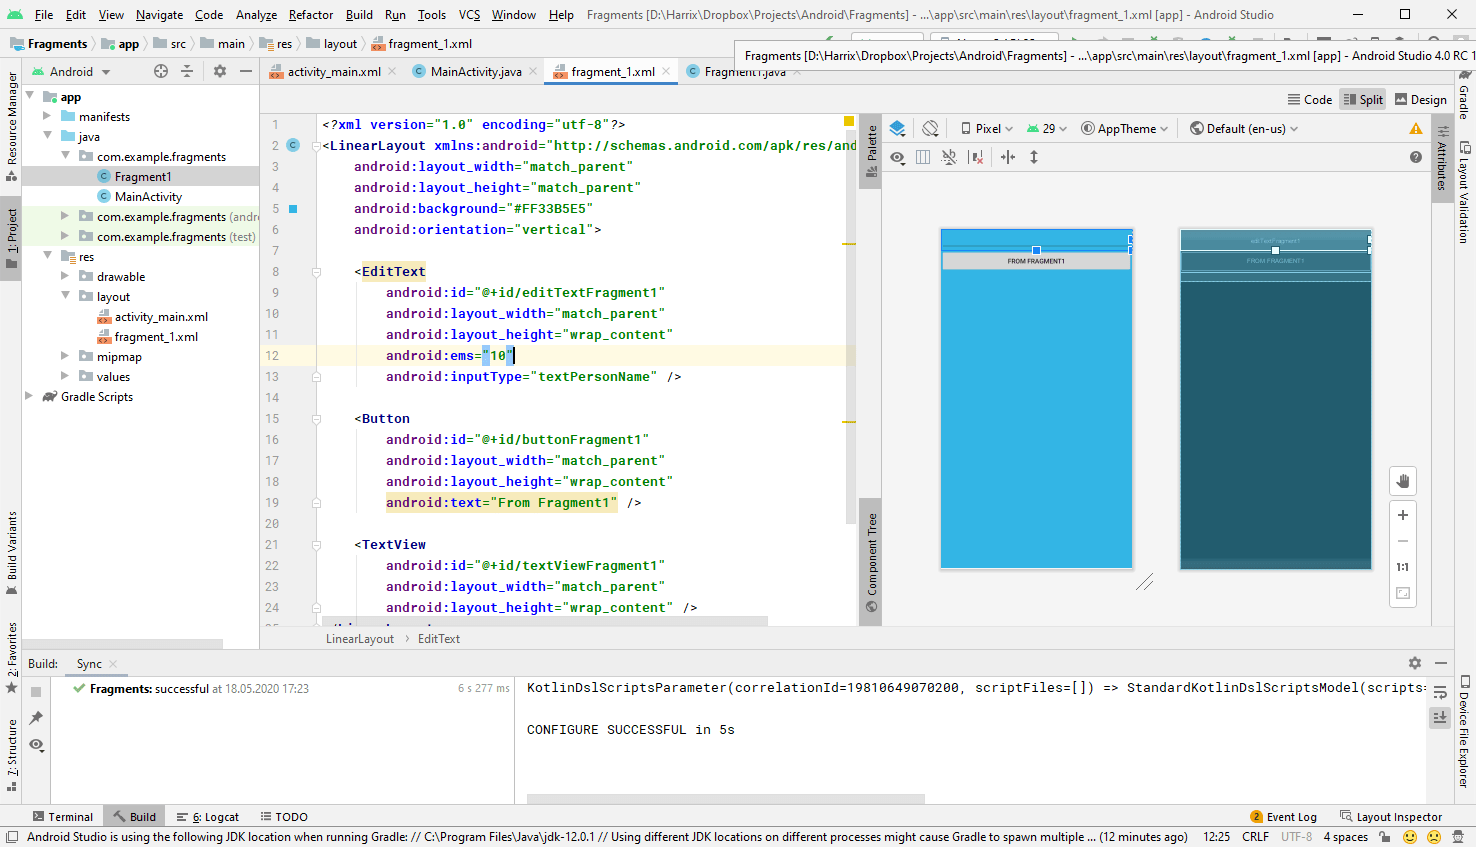 File Edit View Navigate Code Analyze Refactor Build Run Tools VCS Window Help Fragments [D:\Harrix\Dropbox\Projects\Android\Fragments] - ...\app\src\main\res\layout\fragment_1.xml [app] - Android Studio
Fragments app src main res layout fragment_1.xml
Fragments [D:\Harrix\Dropbox\Projects\Android\Fragments] - ...\app\src\main\res\layout\fragment_1.xml [app] - Android Studio 4.0 RC 1
Android
activity_main.xml MainActivity.java fragment_1.xml Fragment1.java
Code Split Design
Resource Manager
1: Project
Build Variants
2: Favorites
7: Structure
app
manifests
java
com.example.fragments
Fragment1
MainActivity
com.example.fragments (andr
com.example.fragments (test)
res
drawable
layout
activity_main.xml
fragment_1.xml
mipmap
values
Gradle Scripts
1 <?xml version="1.0" encoding="utf-8"?>
2 <LinearLayout xmlns:android="http://schemas.android.com/apk/res/and
3 android:layout_width="match_parent"
4 android:layout_height="match_parent"
5 android:background="#FF33B5E5"
6 android:orientation="vertical">
7
8 <EditText
9 android:id="@+id/editTextFragment1"
10 android:layout_width="match_parent"
11 android:layout_height="wrap_content"
12 android:ems="10"
13 android:inputType="textPersonName" />
14
15 <Button
16 android:id="@+id/buttonFragment1"
17 android:layout_width="match_parent"
18 android:layout_height="wrap_content"
19 android:text="From Fragment1" />
20
21 <TextView
22 android:id="@+id/textViewFragment1"
23 android:layout_width="match_parent"
24 android:layout_height="wrap_content" />
LinearLayout EditText
Palette
Component Tree
Pixel 29 AppTheme Default (en-us)
FROM FRAGMENT1
editTextFragment1
FROM FRAGMENT1
1:1
Attributes
Gradle
Layout Validation
Device File Explorer
Build: Sync
Fragments: successful at 18.05.2020 17:23 6 s 277 ms
KotlinDslScriptsParameter(correlationId=19810649070200, scriptFiles=[]) => StandardKotlinDslScriptsModel(scripts=
CONFIGURE SUCCESSFUL in 5s
Terminal Build 6: Logcat TODO 2 Event Log Layout Inspector
Android Studio is using the following JDK location when running Gradle: // C:\Program Files\Java\jdk-12.0.1 // Using different JDK locations on different processes might cause Gradle to spawn multiple ... (12 minutes ago) 12:25 CRLF UTF-8 4 spaces